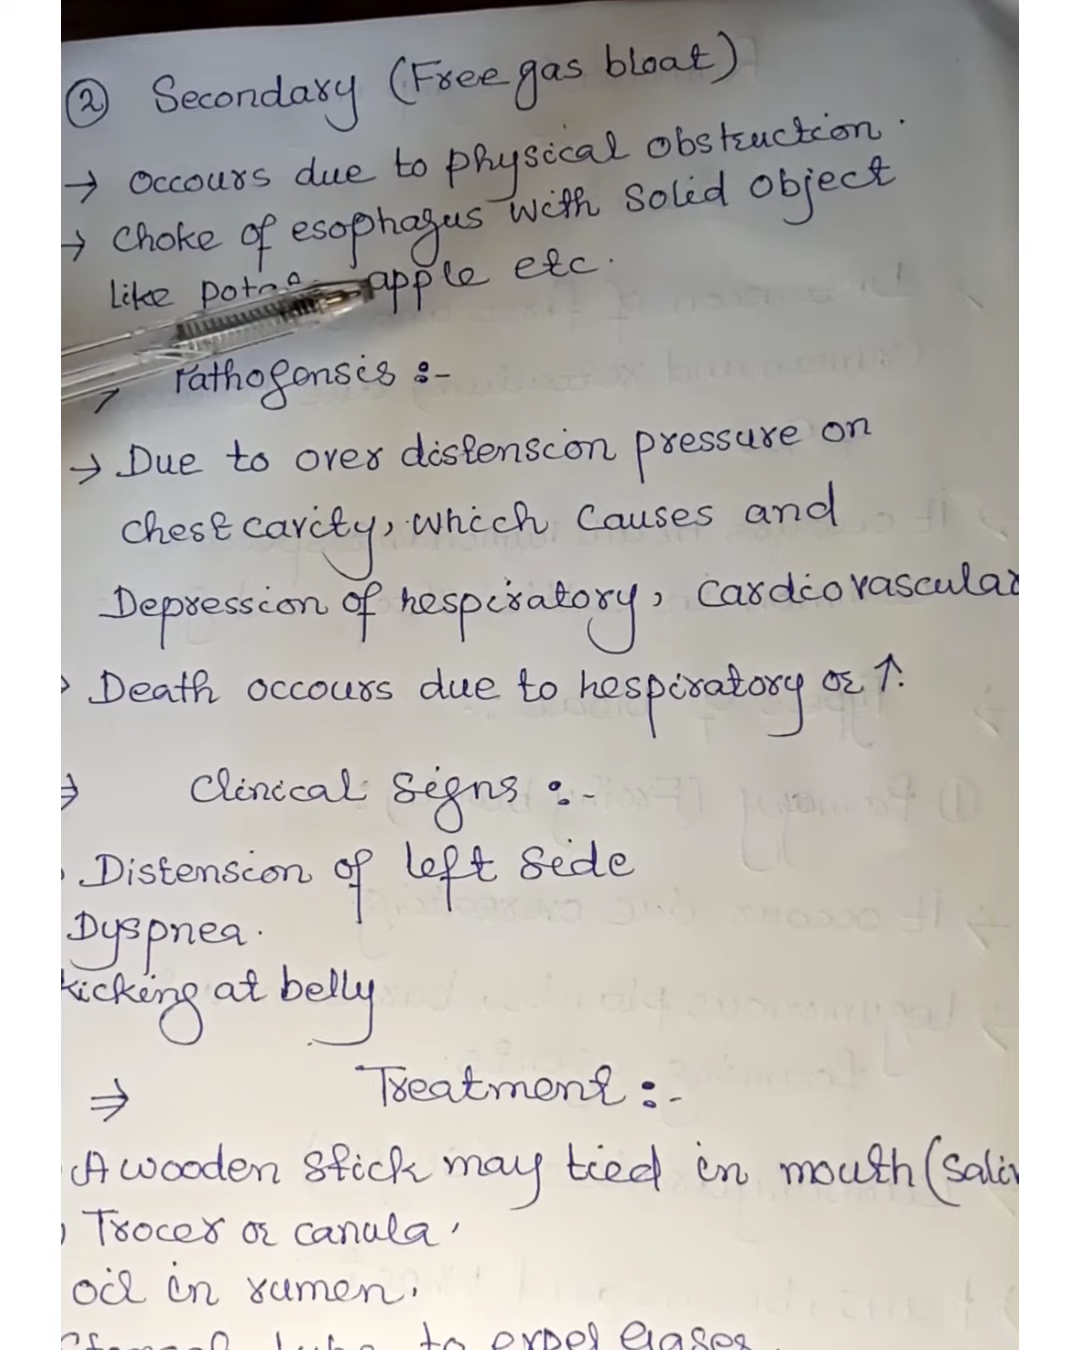 ② Secondary (Free gas bloat)
→ occours due to physical obstruction.
→ choke of esophagus with Solid object
like apple etc.
Pathogensis :-
→ Due to over distension pressure on
chest cavity, which causes and
Depression of respiratory, cardiovascular
Death occours due to respiratory or ↑.
→ Clinical signs :-
Distension of left side
Dyspnea.
kicking at belly
⇒ Treatment :-
A wooden stick may tied in mouth (Saliv
Trocer or canula,
oil in rumen.
to expel gases